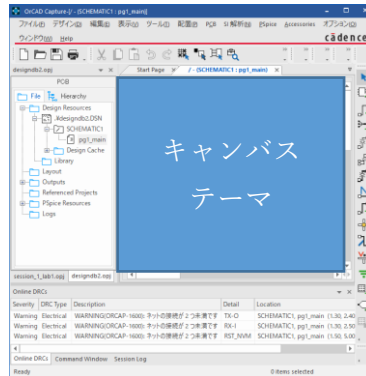 OrCAD Capture-[/ - (SCHEMATIC1 : pg1_main)]
ファイル(F) デザイン(D) 編集(E) 表示(V) ツール(T) 配置(P) PCB SI 解析(N) PSpice Accessories オプション(O)
ウィンドウ(W) Help cādence
designdb2.opj Start Page / - (SCHEMATIC1 : pg1_main)
PCB
File Hierarchy
Design Resources
.\designdb2.DSN
SCHEMATIC1
pg1_main
Design Cache
Library
Layout
Outputs
Referenced Projects
PSpice Resources
Logs
キャンバス
テーマ
session_1_lab1.opj designdb2.opj
Online DRCs
Severity DRC Type Description Detail Location
Warning Electrical WARNING(ORCAP-1600): ネットの接続が 2 つ未満です TX-O SCHEMATIC1, pg1_main (1.30, 2.40
Warning Electrical WARNING(ORCAP-1600): ネットの接続が 2 つ未満です RX-I SCHEMATIC1, pg1_main (1.30, 2.50
Warning Electrical WARNING(ORCAP-1600): ネットの接続が 2 つ未満です RST_NVM SCHEMATIC1, pg1_main (1.50, 5.00
Online DRCs Command Window Session Log
Ready 0 items selected